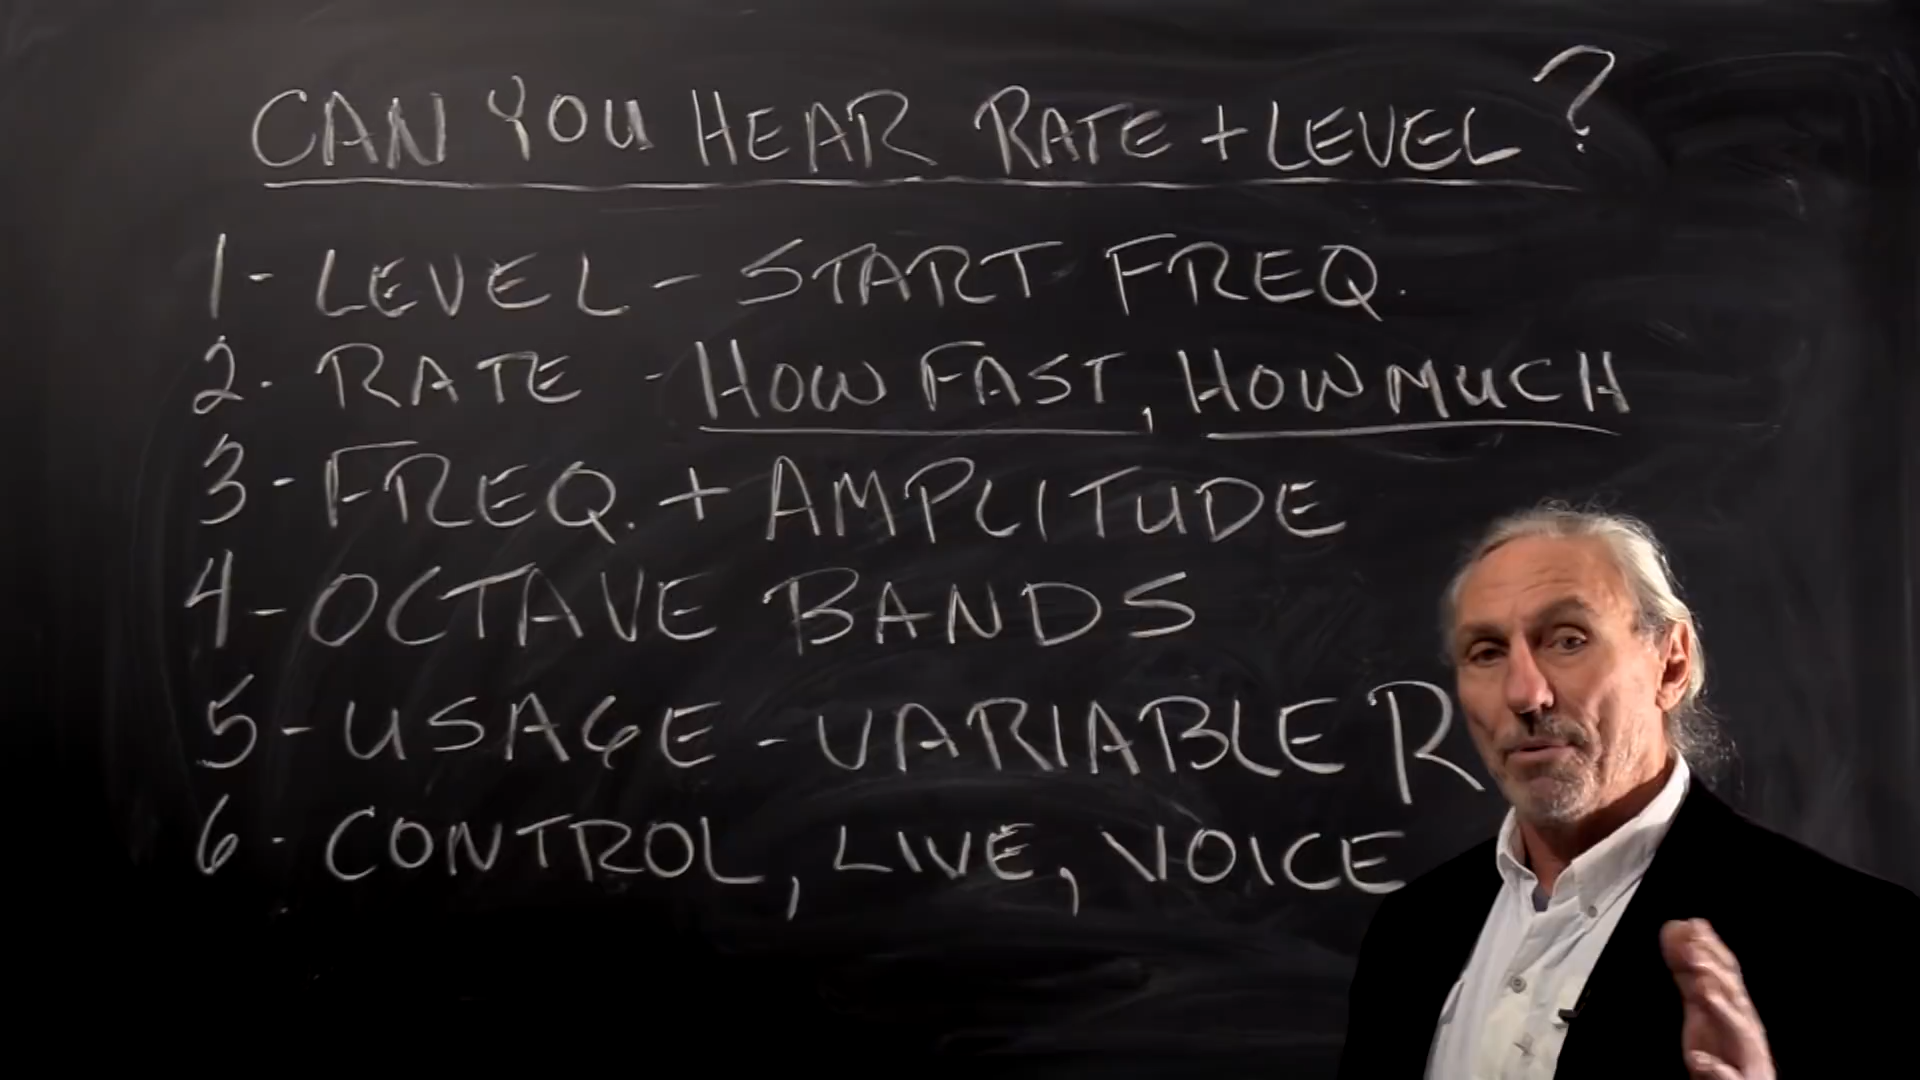 CAN YOU HEAR RATE + LEVEL?
1- LEVEL - START FREQ.
2. RATE - HOW FAST, HOW MUCH
3- FREQ. + AMPLITUDE
4- OCTAVE BANDS
5- USAGE - VARIABLE R
6- CONTROL, LIVE, VOICE